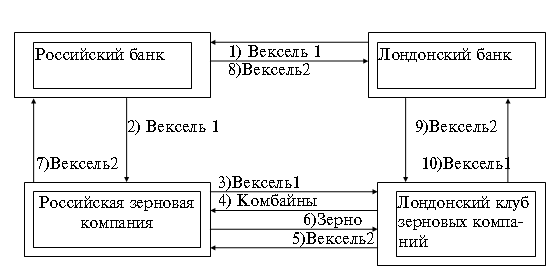 Российский банк
1) Вексель 1
8)Вексель2
Лондонский банк
2) Вексель 1
9)Вексель2
7)Вексель2
10)Вексель1
Российская зерновая
компания
3)Вексель1
4) Комбайны
6)Зерно
5)Вексель2
Лондонский клуб
зерновых компа-
ний